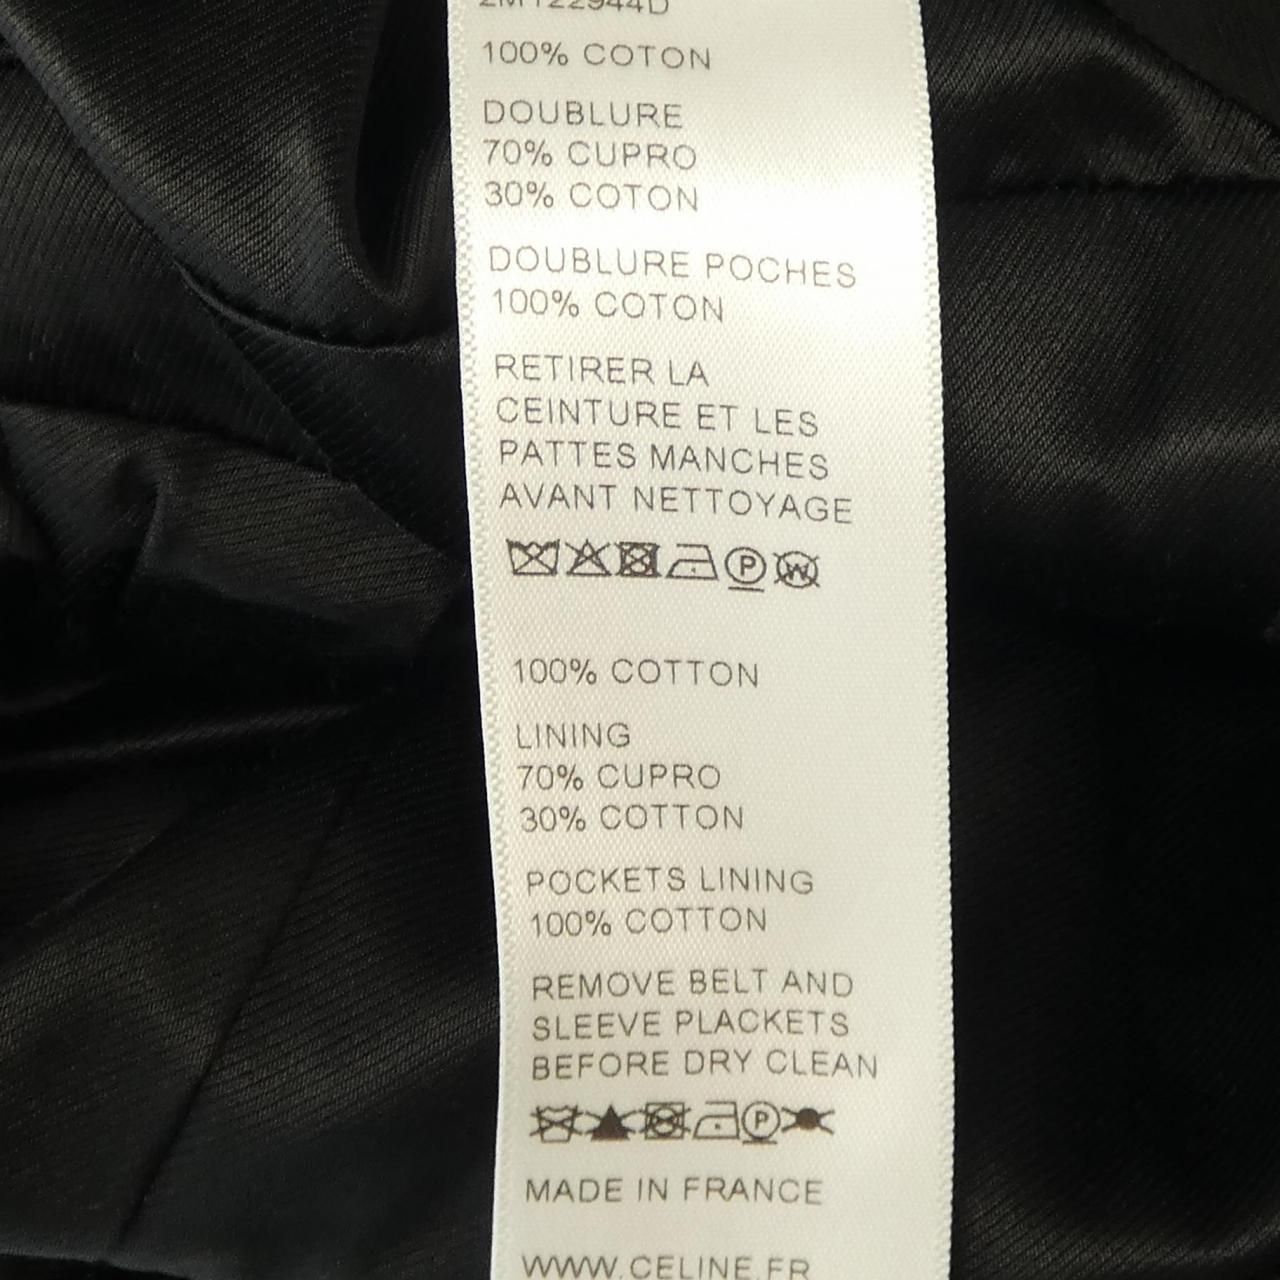 2M122944D
100% COTON
DOUBLURE
70% CUPRO
30% COTON
DOUBLURE POCHES
100% COTON
RETIRER LA
CEINTURE ET LES
PATTES MANCHES
AVANT NETTOYAGE
P W
100% COTTON
LINING
70% CUPRO
30% COTTON
POCKETS LINING
100% COTTON
REMOVE BELT AND
SLEEVE PLACKETS
BEFORE DRY CLEAN
P
MADE IN FRANCE
WWW.CELINE.FR